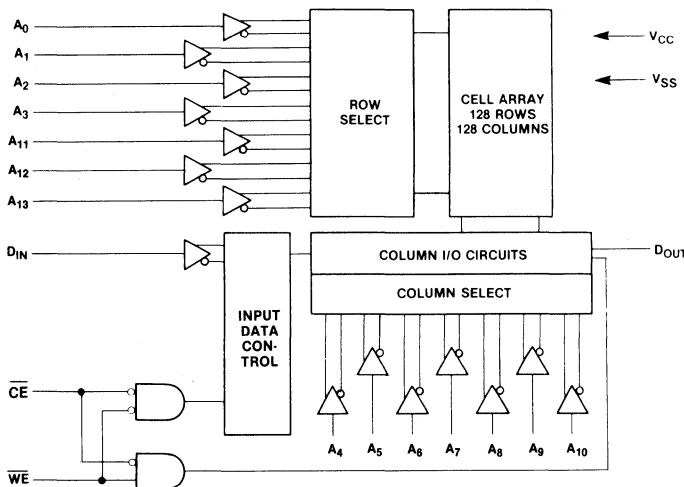 A0
A1
A2
A3
A11
A12
A13
ROW
SELECT
CELL ARRAY
128 ROWS
128 COLUMNS
VCC
VSS
DIN
INPUT
DATA
CON-
TROL
COLUMN I/O CIRCUITS
COLUMN SELECT
DOUT
CE
WE
A4 A5 A6 A7 A8 A9 A10